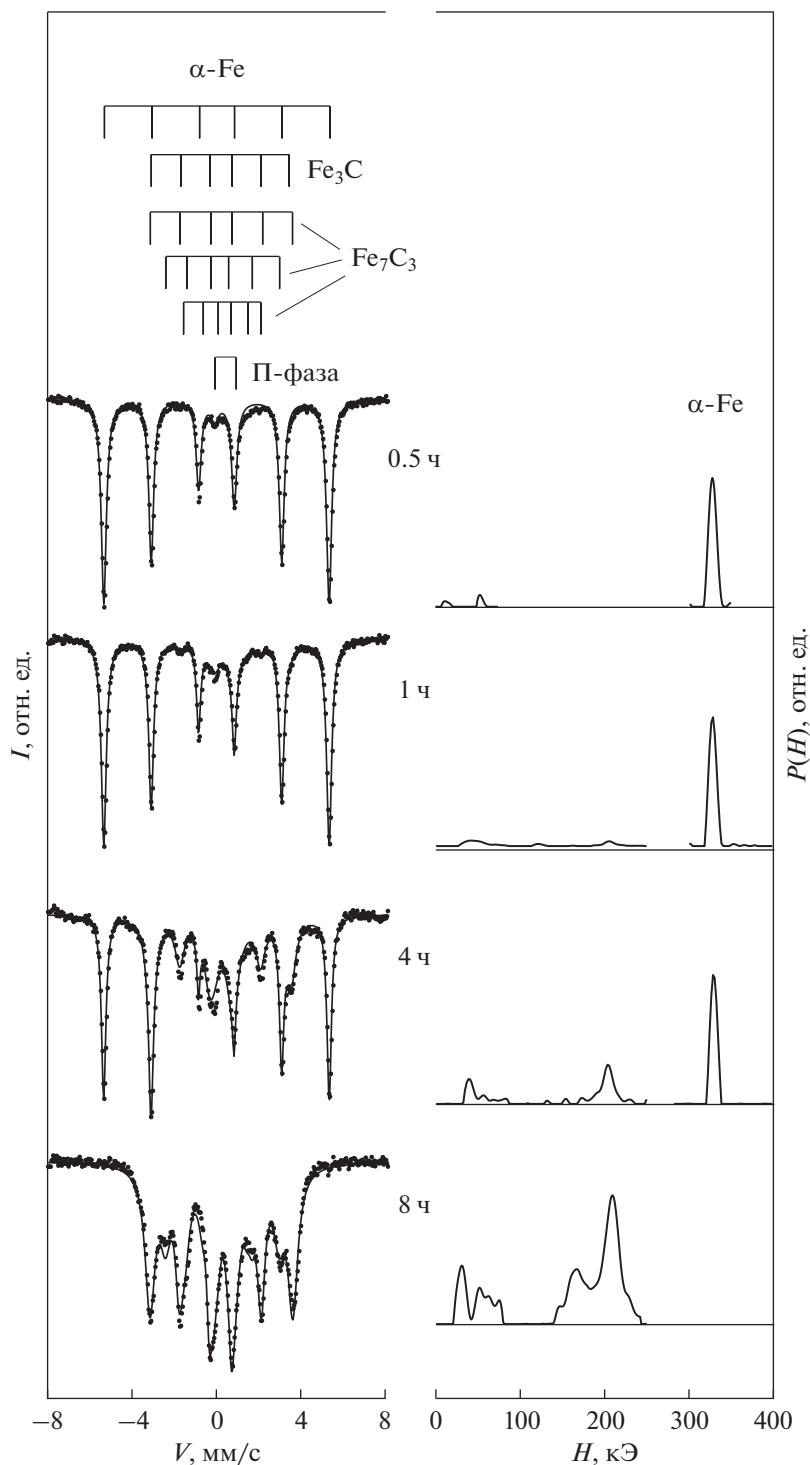 α-Fe
Fe₃C
Fe₇C₃
П-фаза
α-Fe
0.5 ч
1 ч
4 ч
8 ч
I, отн. ед.
P(H), отн. ед.
−8 −4 0 4 8
V, мм/с
0 100 200 300 400
H, кЭ